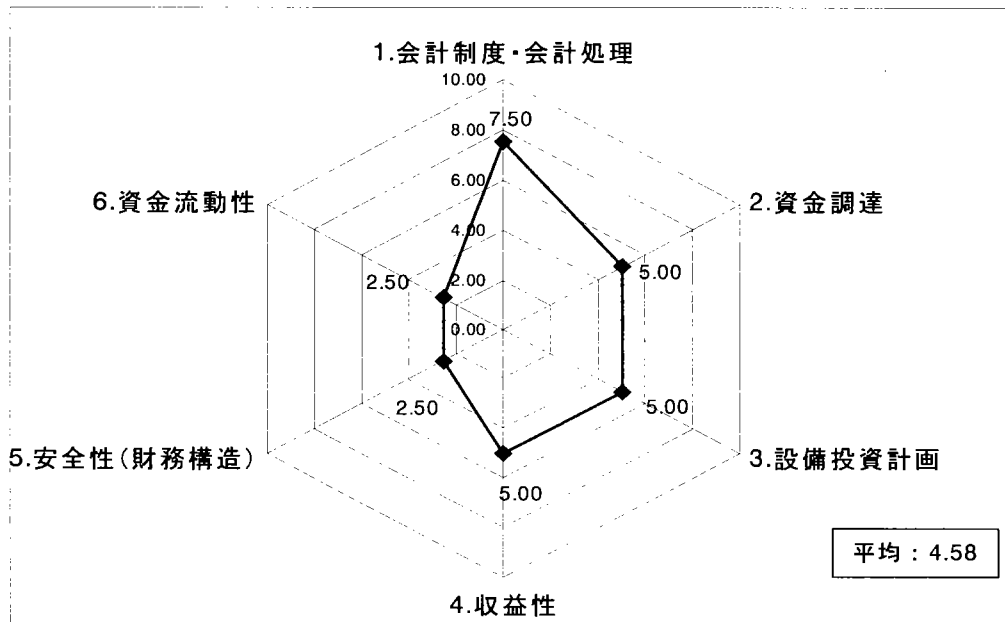 1.会計制度・会計処理
10.00
7.50
8.00
6.00
6.資金流動性
2.資金調達
4.00
2.50
5.00
2.00
0.00
2.50
5.00
5.安全性(財務構造)
3.設備投資計画
5.00
平均:4.58
4.収益性